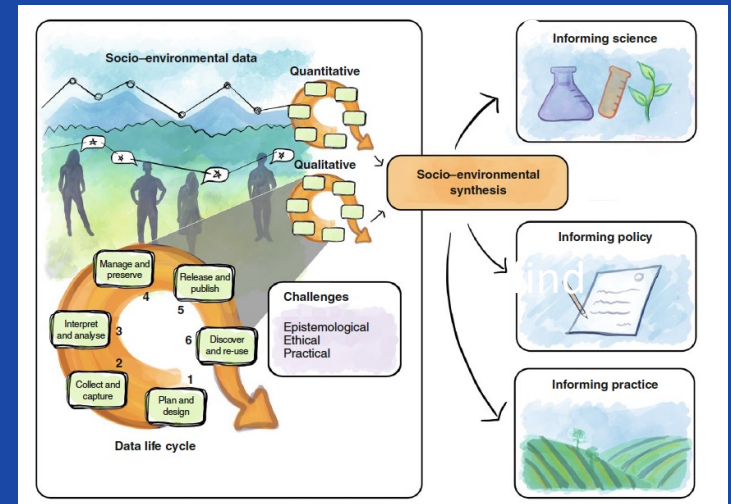 Socio–environmental data
Quantitative
Qualitative
Manage and
preserve
Release and
publish
Interpret
and analyse
Discover
and re-use
Collect and
capture
Plan and
design
4
5
3
6
2
1
Data life cycle
Challenges
Epistemological
Ethical
Practical
Socio–environmental
synthesis
Informing science
Informing policy
ind
Informing practice